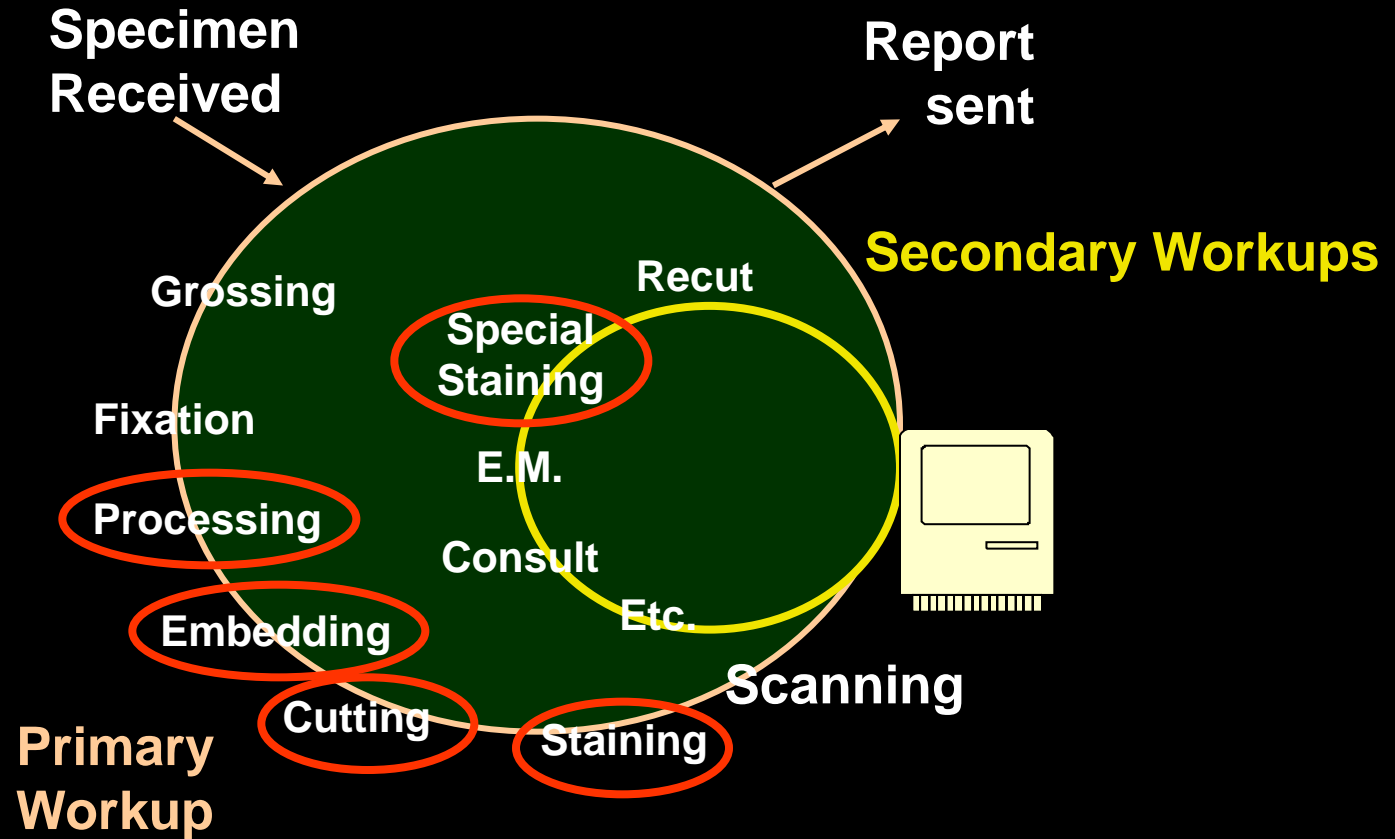 Specimen
Received
Report
sent
Secondary Workups
Recut
Grossing
Special
Staining
Fixation
E.M.
Processing
Consult
Etc.
Embedding
Scanning
Cutting
Staining
Primary
Workup